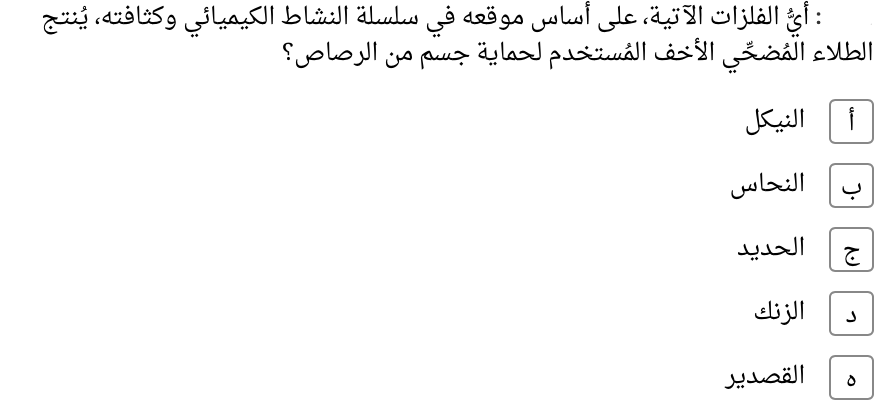 : أيُّ الفلزات الآتية، على أساس موقعه في سلسلة النشاط الكيميائي وكثافته، يُنتج
الطلاء المُضحِّي الأخف المُستخدم لحماية جسم من الرصاص؟
أ النيكل
ب النحاس
ج الحديد
د الزنك
ه القصدير